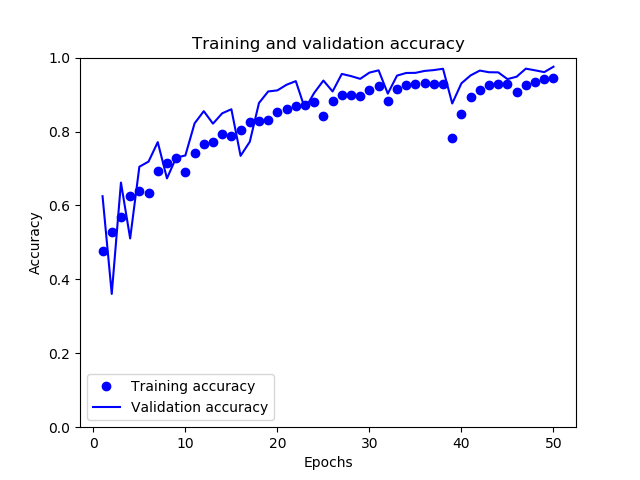 Training and validation accuracy
1.0
0.8
0.6
0.4
0.2
0.0
Accuracy
Training accuracy
Validation accuracy
0 10 20 30 40 50
Epochs